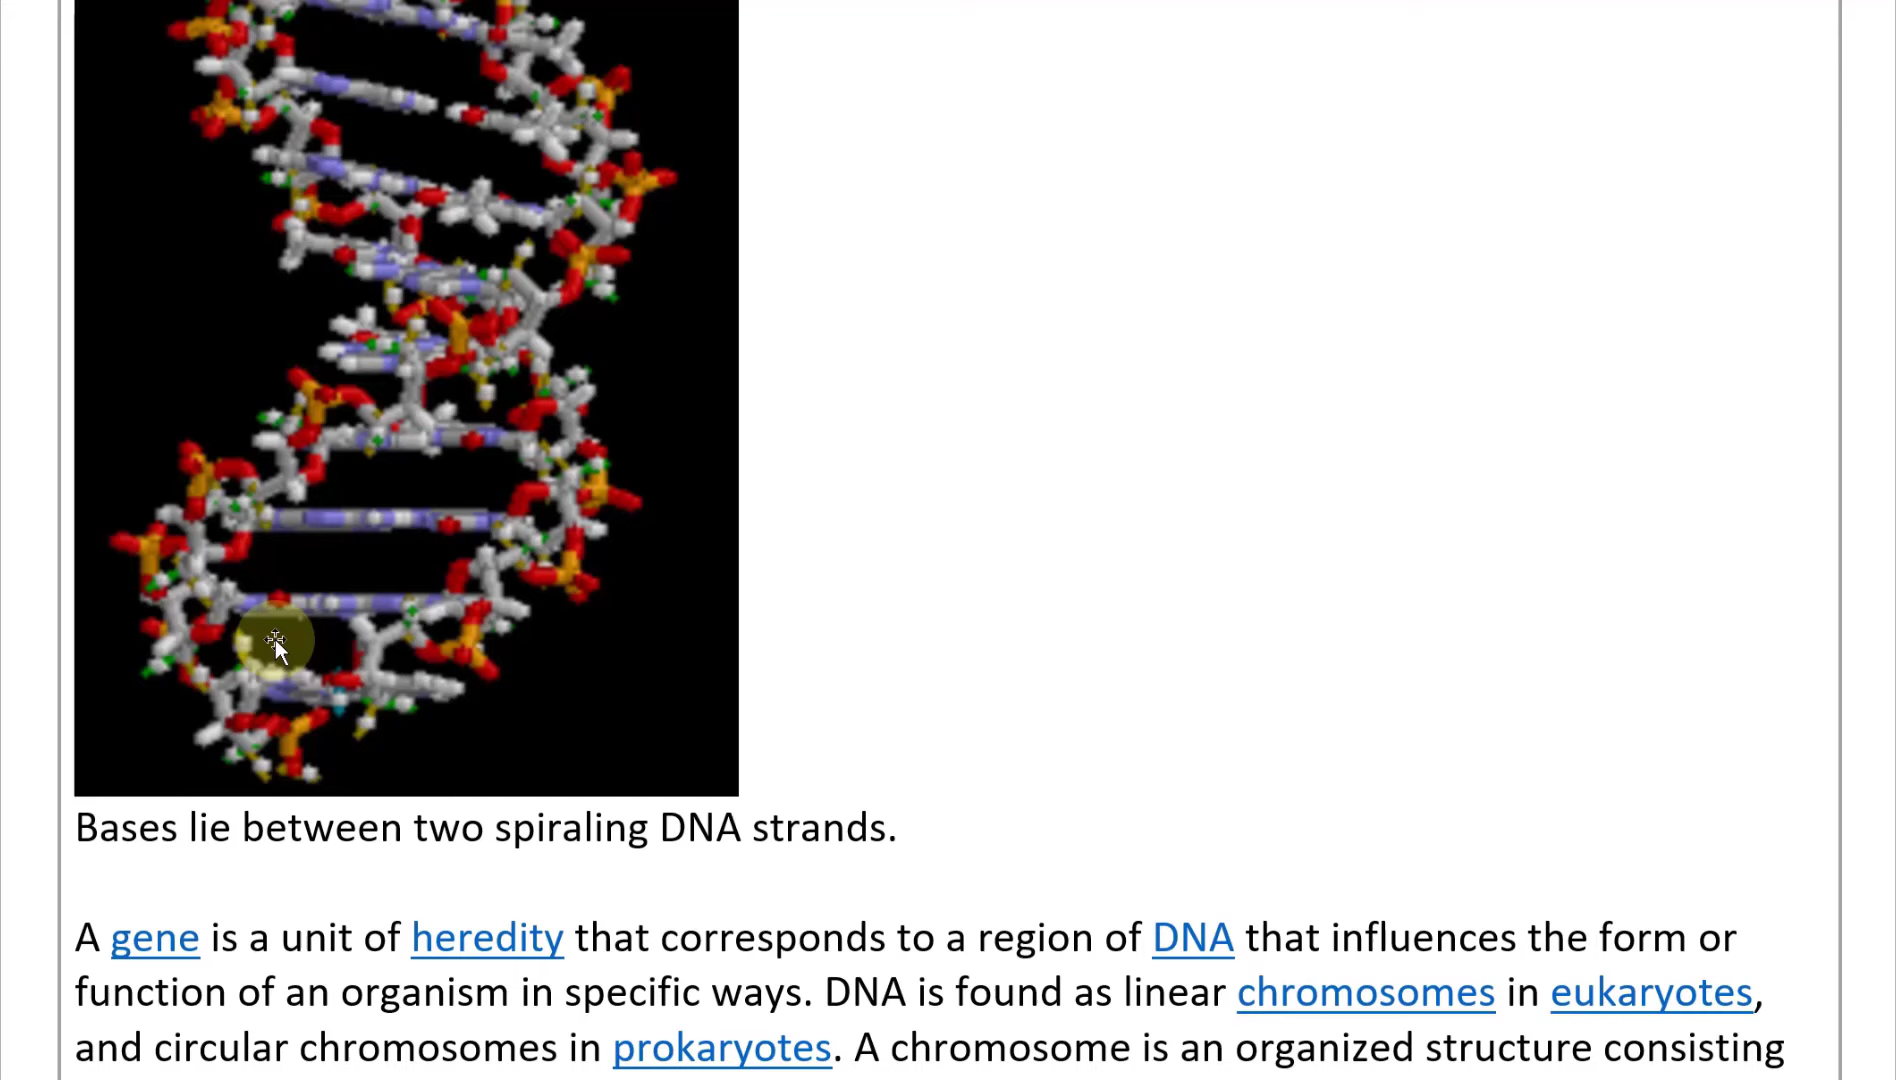 Bases lie between two spiraling DNA strands.
A gene is a unit of heredity that corresponds to a region of DNA that influences the form or
function of an organism in specific ways. DNA is found as linear chromosomes in eukaryotes,
and circular chromosomes in prokaryotes. A chromosome is an organized structure consisting